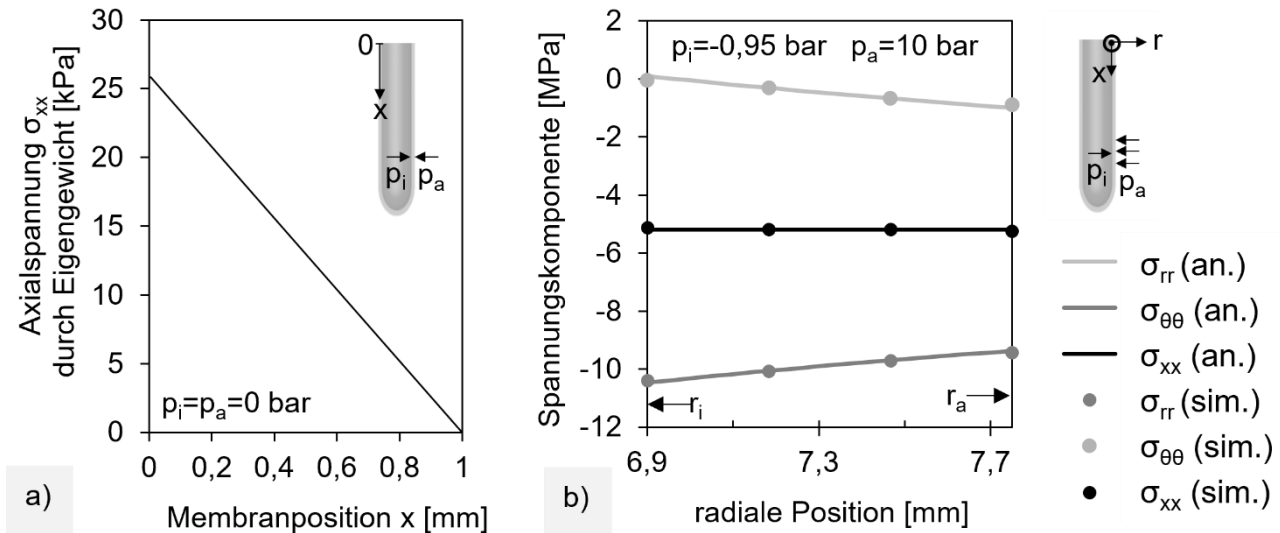 Axialspannung σxx
durch Eigengewicht [kPa]
30
25
20
15
10
5
0
0
x
pi
pa
pi=pa=0 bar
0 0,2 0,4 0,6 0,8 1
a)
Membranposition x [mm]
Spannungskomponente [MPa]
2
0
-2
-4
-6
-8
-10
-12
pi=-0,95 bar pa=10 bar
ri
ra
6,9 7,3 7,7
b)
radiale Position [mm]
r
x
pi
pa
σrr (an.)
σθθ (an.)
σxx (an.)
σrr (sim.)
σθθ (sim.)
σxx (sim.)